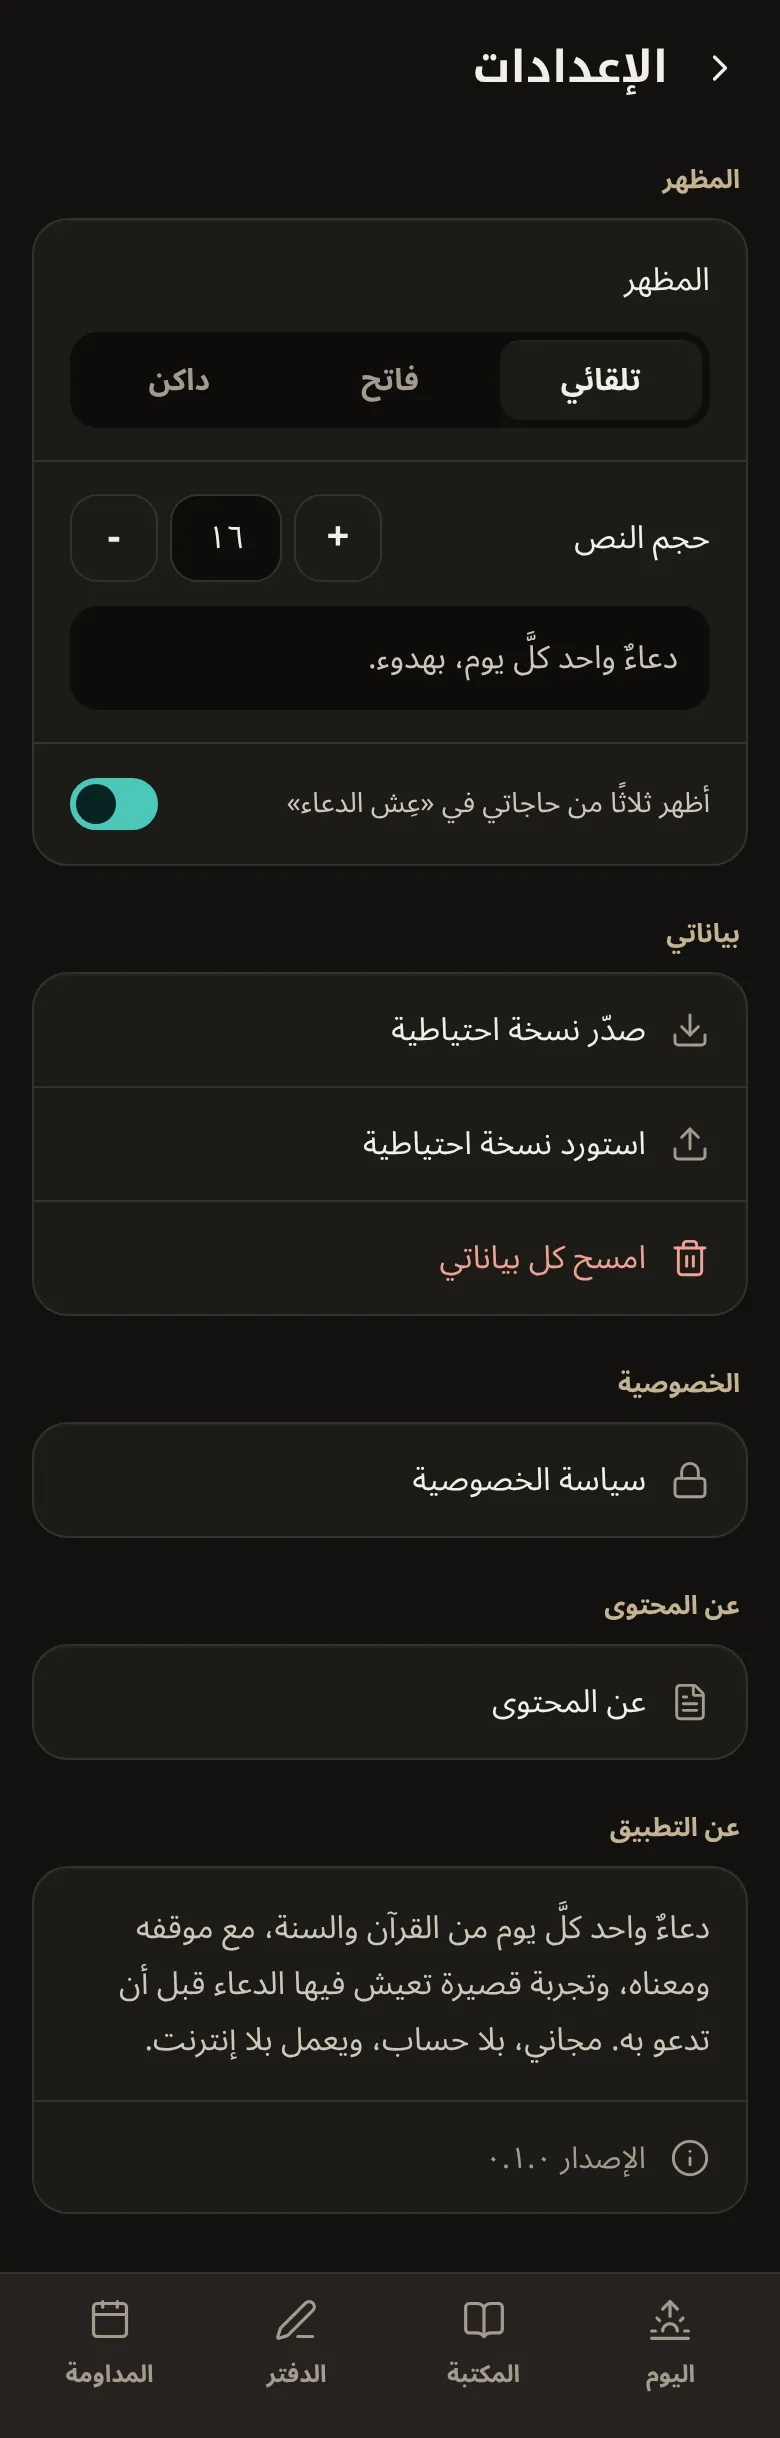 الإعدادات
المظهر
المظهر
تلقائي
فاتح
داكن
حجم النص
+
١٦
-
دعاءٌ واحد كلَّ يوم، بهدوء.
أظهر ثلاثًا من حاجاتي في «عِش الدعاء»
بياناتي
صدّر نسخة احتياطية
استورد نسخة احتياطية
امسح كل بياناتي
الخصوصية
سياسة الخصوصية
عن المحتوى
عن المحتوى
عن التطبيق
دعاءٌ واحد كلَّ يوم من القرآن والسنة، مع موقفه
ومعناه، وتجربة قصيرة تعيش فيها الدعاء قبل أن
تدعو به. مجاني، بلا حساب، ويعمل بلا إنترنت.
الإصدار ٠.١.٠
اليوم
المكتبة
الدفتر
المداومة